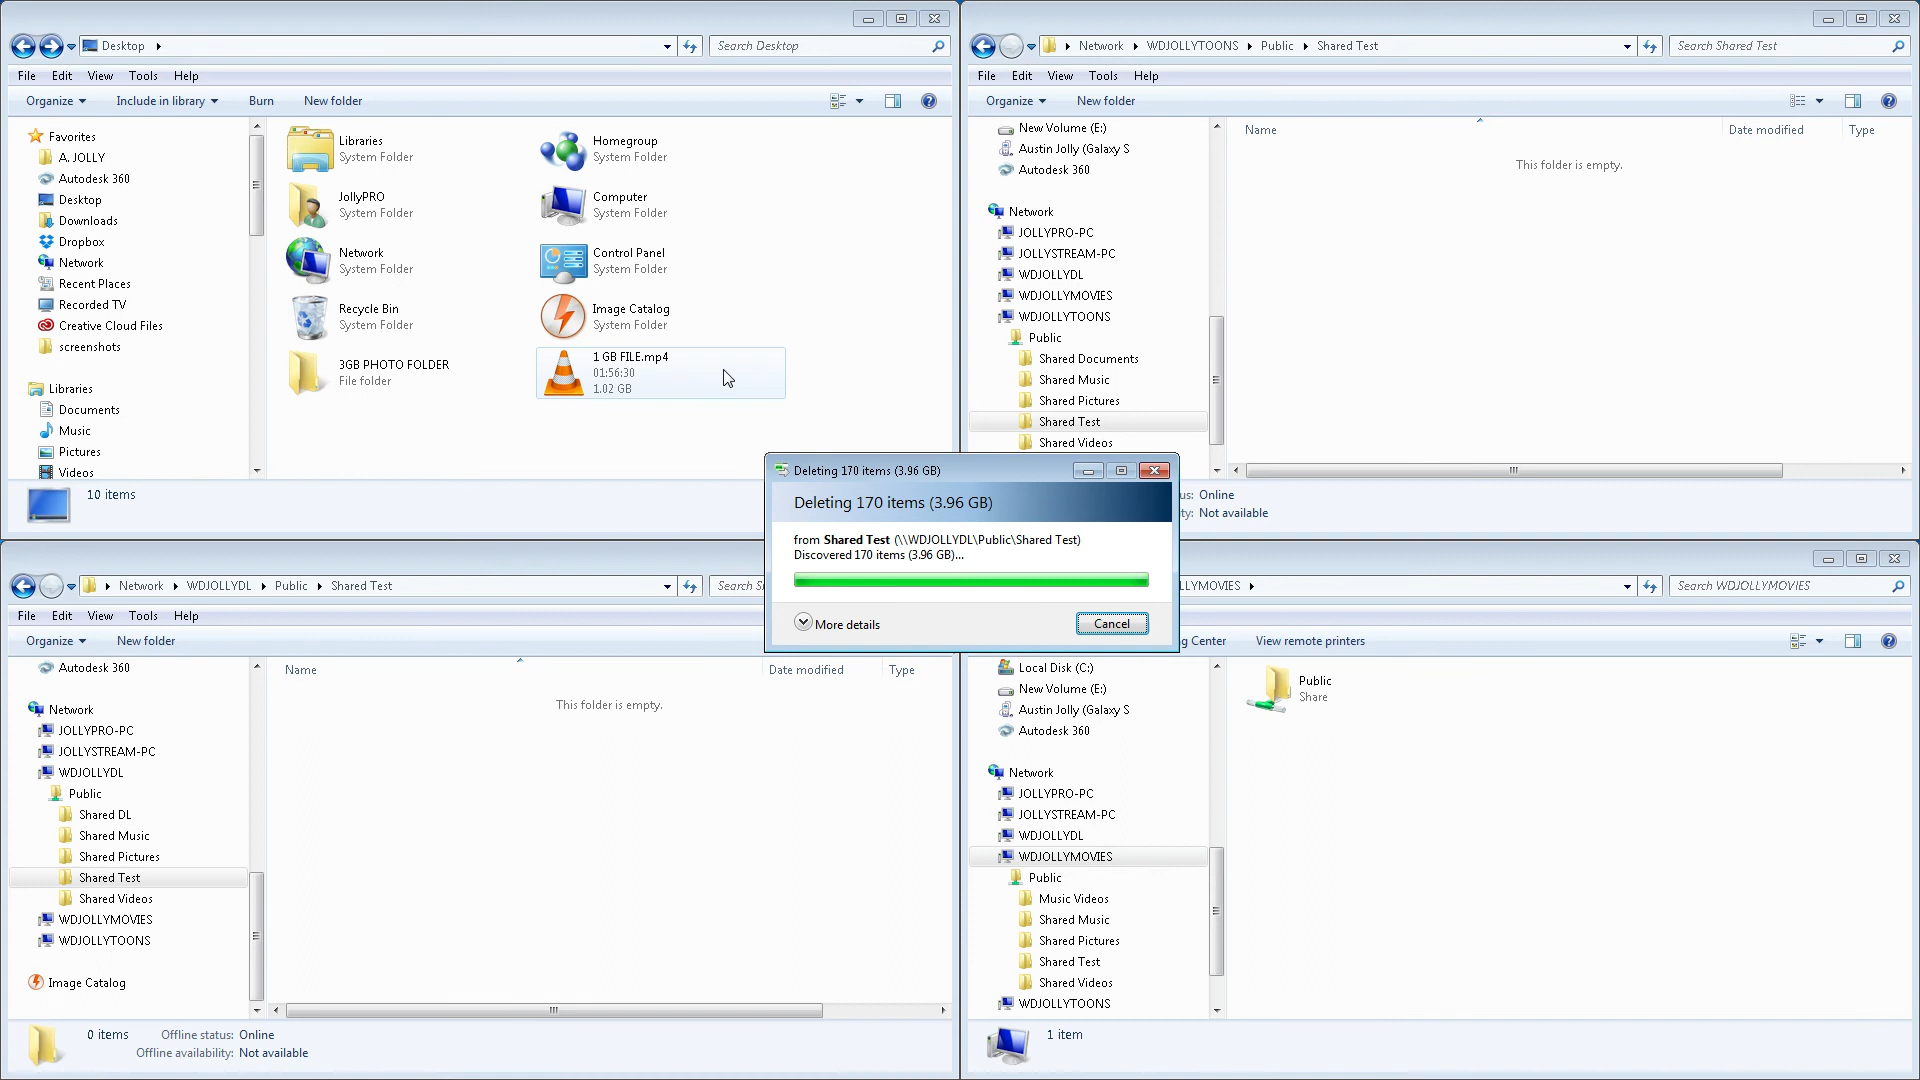 Desktop
Search Desktop
File Edit View Tools Help
Organize Include in library Burn New folder
Favorites
A. JOLLY
Autodesk 360
Desktop
Downloads
Dropbox
Network
Recent Places
Recorded TV
Creative Cloud Files
screenshots
Libraries
Documents
Music
Pictures
Videos
Libraries
System Folder
Homegroup
System Folder
JollyPRO
System Folder
Computer
System Folder
Network
System Folder
Control Panel
System Folder
Recycle Bin
System Folder
Image Catalog
System Folder
3GB PHOTO FOLDER
File folder
1 GB FILE.mp4
01:56:30
1.02 GB
10 items
Network WDJOLLYTOONS Public Shared Test
Search Shared Test
File Edit View Tools Help
Organize New folder
New Volume (E:)
Austin Jolly (Galaxy S
Autodesk 360
Network
JOLLYPRO-PC
JOLLYSTREAM-PC
WDJOLLYDL
WDJOLLYMOVIES
WDJOLLYTOONS
Public
Shared Documents
Shared Music
Shared Pictures
Shared Test
Shared Videos
Name Date modified Type
This folder is empty.
us: Online
ty: Not available
Deleting 170 items (3.96 GB)
Deleting 170 items (3.96 GB)
from Shared Test (\\WDJOLLYDL\Public\Shared Test)
Discovered 170 items (3.96 GB)...
More details
Cancel
Network WDJOLLYDL Public Shared Test
Search S
File Edit View Tools Help
Organize New folder
Autodesk 360
Network
JOLLYPRO-PC
JOLLYSTREAM-PC
WDJOLLYDL
Public
Shared DL
Shared Music
Shared Pictures
Shared Test
Shared Videos
WDJOLLYMOVIES
WDJOLLYTOONS
Image Catalog
Name Date modified Type
This folder is empty.
0 items Offline status: Online
Offline availability: Not available
LLYMOVIES
Search WDJOLLYMOVIES
g Center View remote printers
Local Disk (C:)
New Volume (E:)
Austin Jolly (Galaxy S
Autodesk 360
Network
JOLLYPRO-PC
JOLLYSTREAM-PC
WDJOLLYDL
WDJOLLYMOVIES
Public
Music Videos
Shared Music
Shared Pictures
Shared Test
Shared Videos
WDJOLLYTOONS
Public
Share
1 item